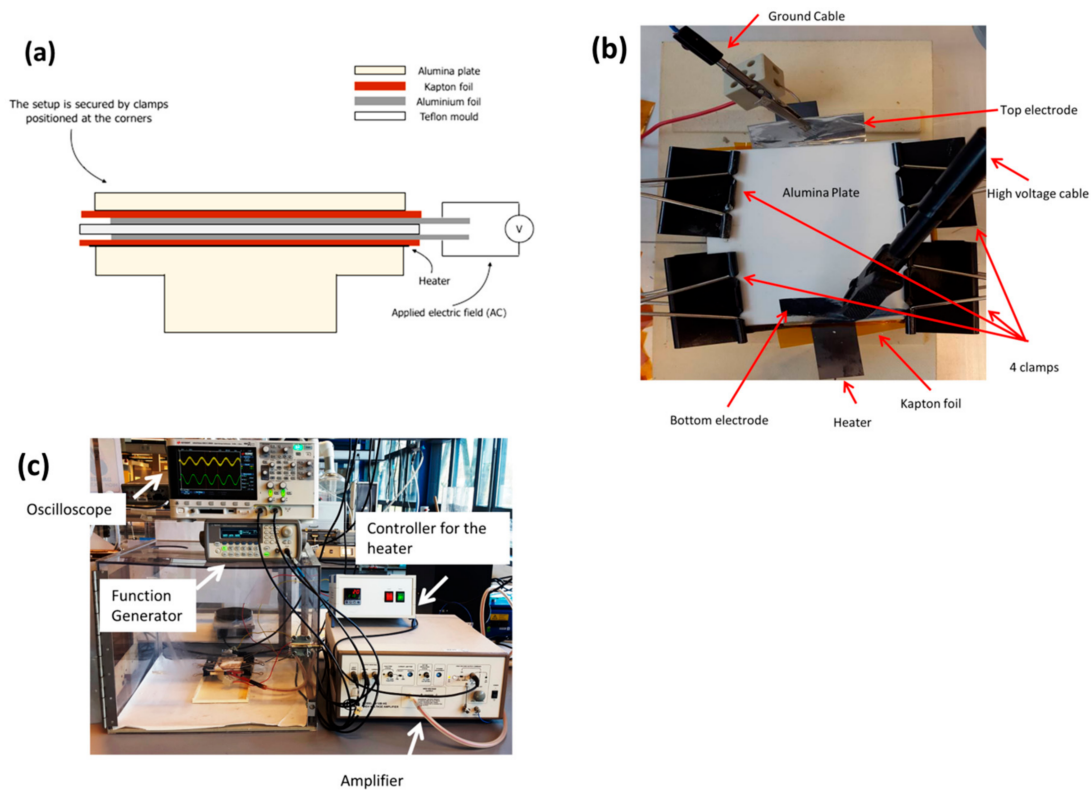 (a)
Alumina plate
Kapton foil
Aluminium foil
Teflon mould
The setup is secured by clamps
positioned at the corners
V
Heater
Applied electric field (AC)
(b)
Ground Cable
Top electrode
Alumina Plate
High voltage cable
4 clamps
Kapton foil
Bottom electrode
Heater
(c)
Oscilloscope
Controller for the
heater
Function
Generator
Amplifier